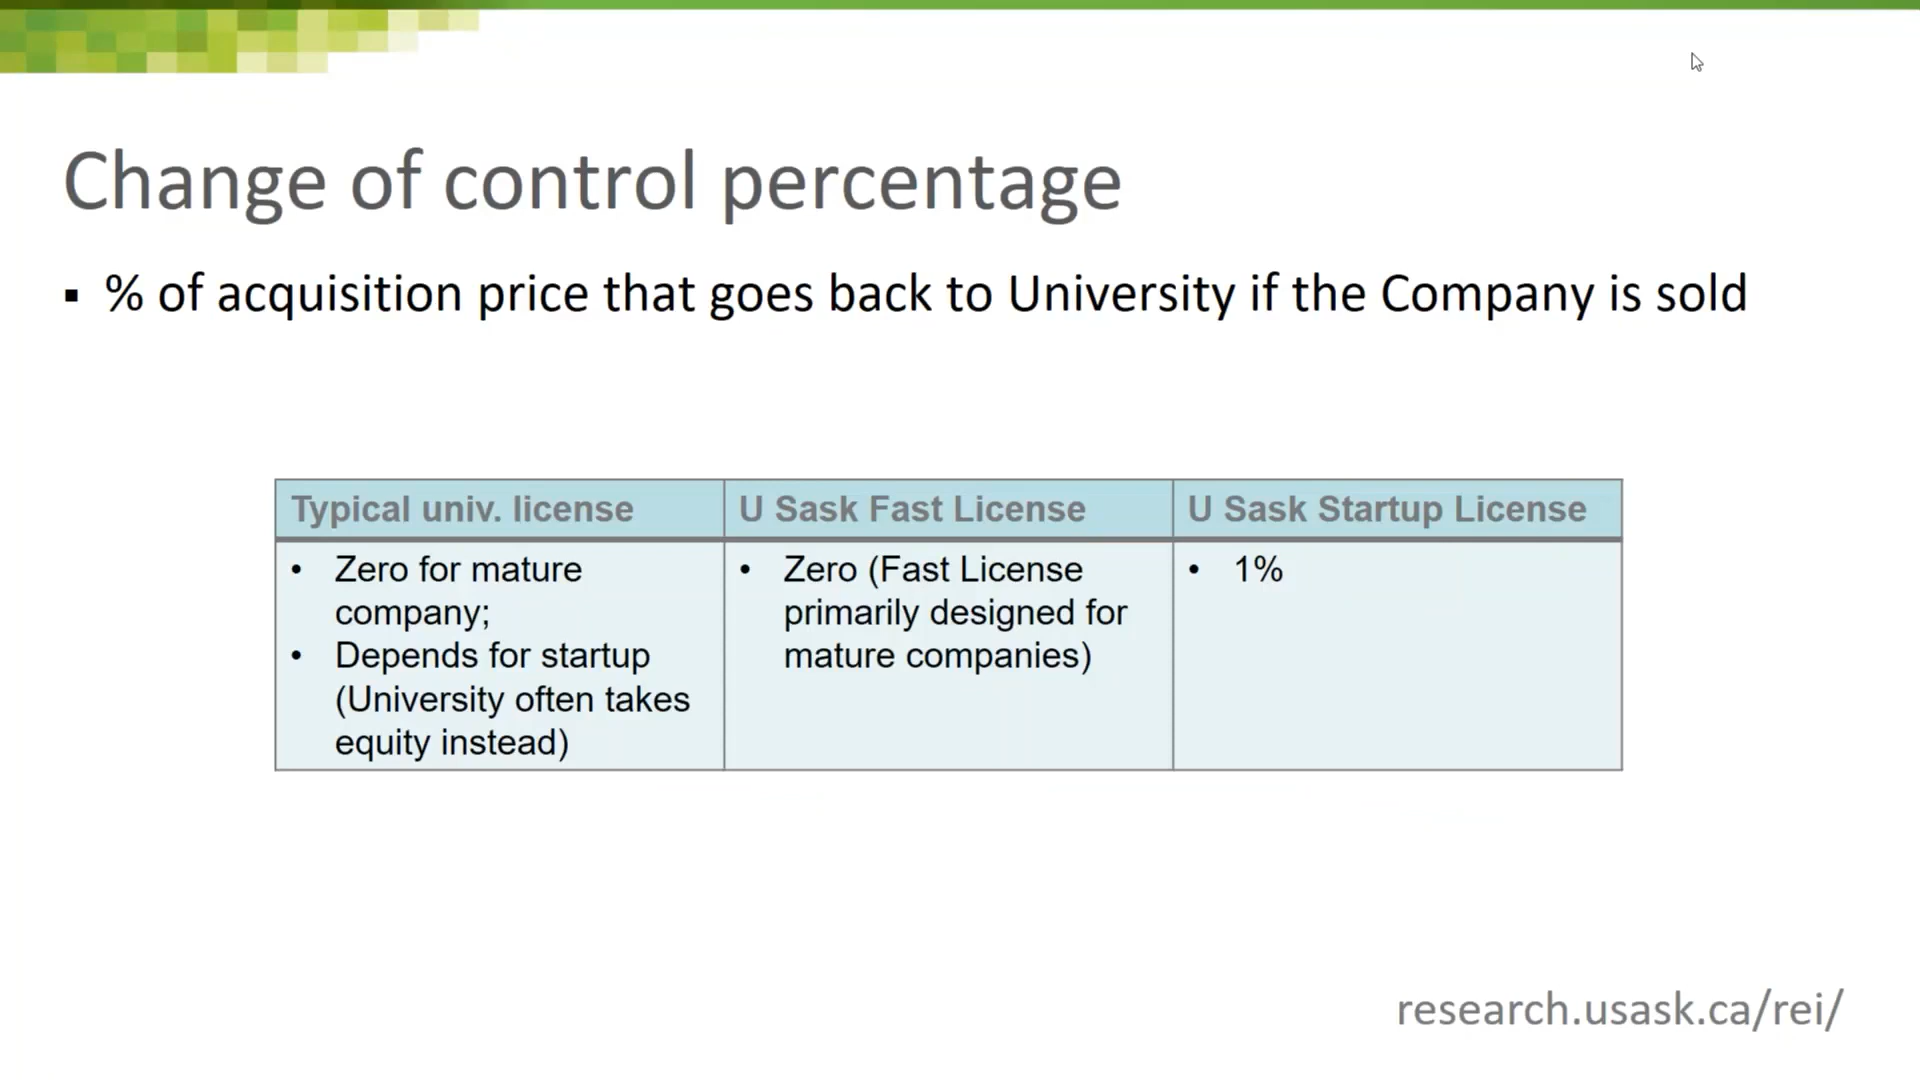 Change of control percentage
▪ % of acquisition price that goes back to University if the Company is sold
Typical univ. license
• Zero for mature
company;
• Depends for startup
(University often takes
equity instead)
U Sask Fast License
• Zero (Fast License
primarily designed for
mature companies)
U Sask Startup License
• 1%
research.usask.ca/rei/